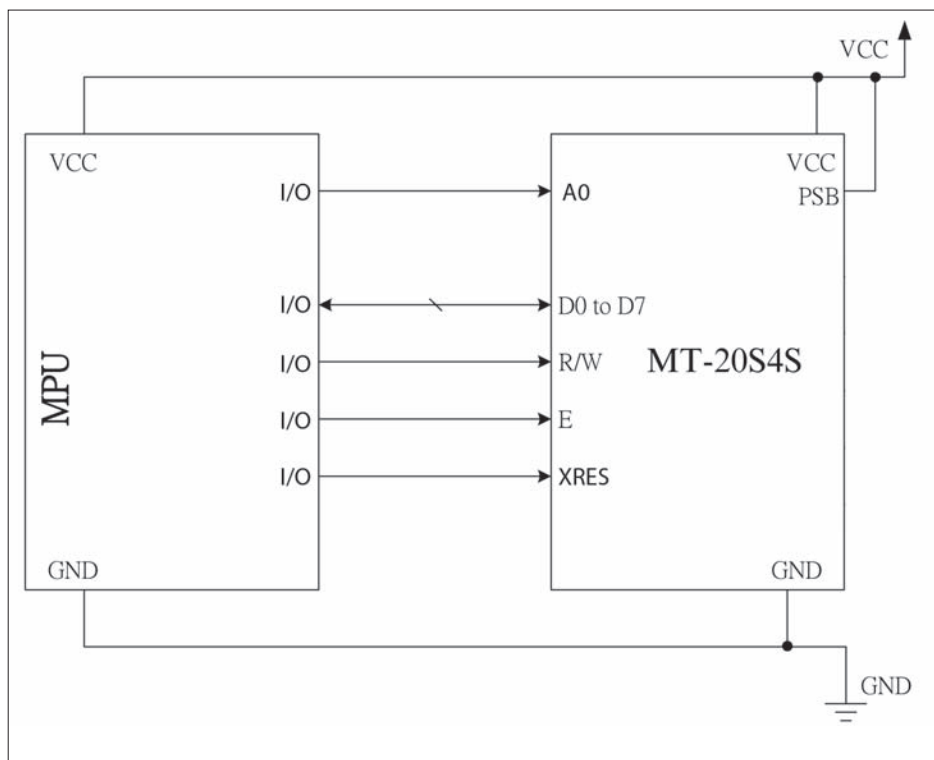 VCC
VCC
VCC
I/O
A0
PSB
I/O
D0 to D7
MPU
I/O
R/W
MT-20S4S
I/O
E
I/O
XRES
GND
GND
GND